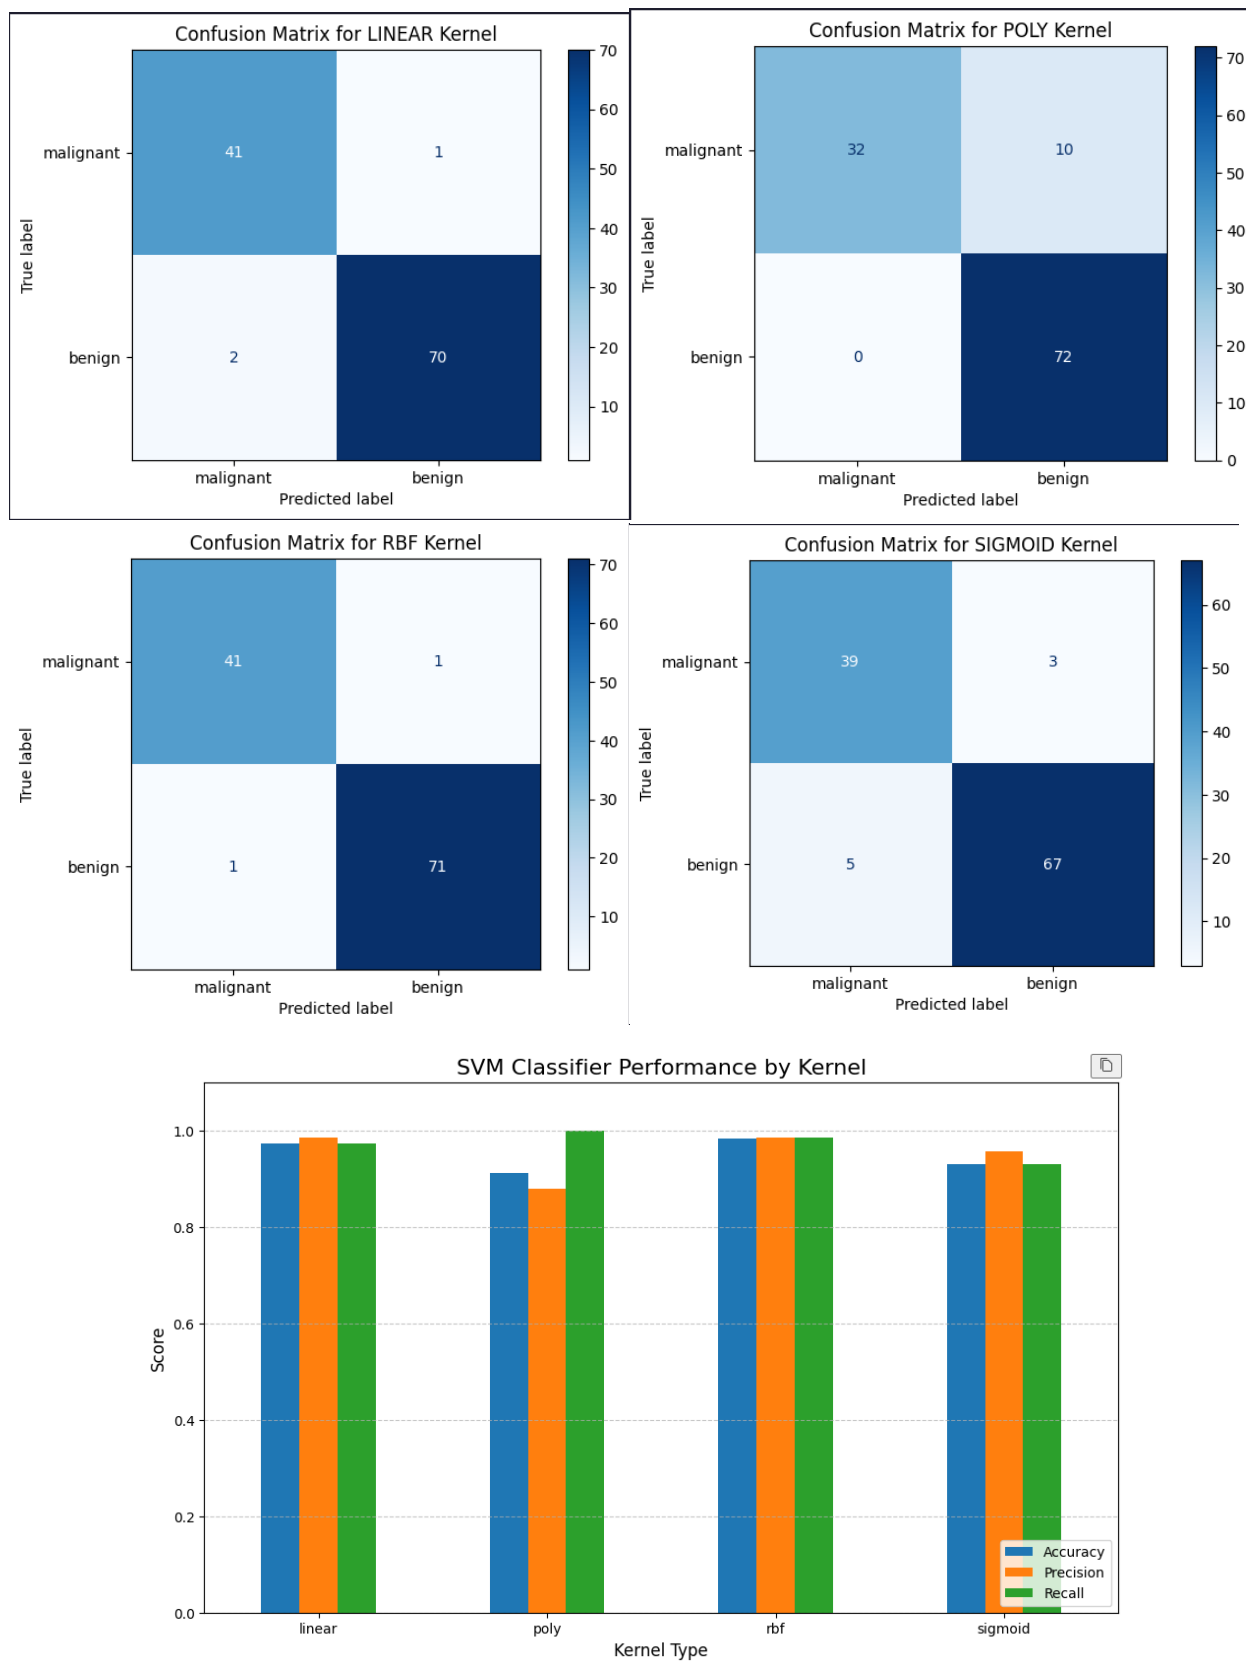 Confusion Matrix for LINEAR Kernel
malignant
benign
True label
41
1
2
70
malignant
benign
Predicted label
70
60
50
40
30
20
10
Confusion Matrix for POLY Kernel
malignant
benign
True label
32
10
0
72
malignant
benign
Predicted label
70
60
50
40
30
20
10
0
Confusion Matrix for RBF Kernel
malignant
benign
True label
41
1
1
71
malignant
benign
Predicted label
70
60
50
40
30
20
10
Confusion Matrix for SIGMOID Kernel
malignant
benign
True label
39
3
5
67
malignant
benign
Predicted label
60
50
40
30
20
10
SVM Classifier Performance by Kernel
Score
1.0
0.8
0.6
0.4
0.2
0.0
Accuracy
Precision
Recall
linear
poly
rbf
sigmoid
Kernel Type